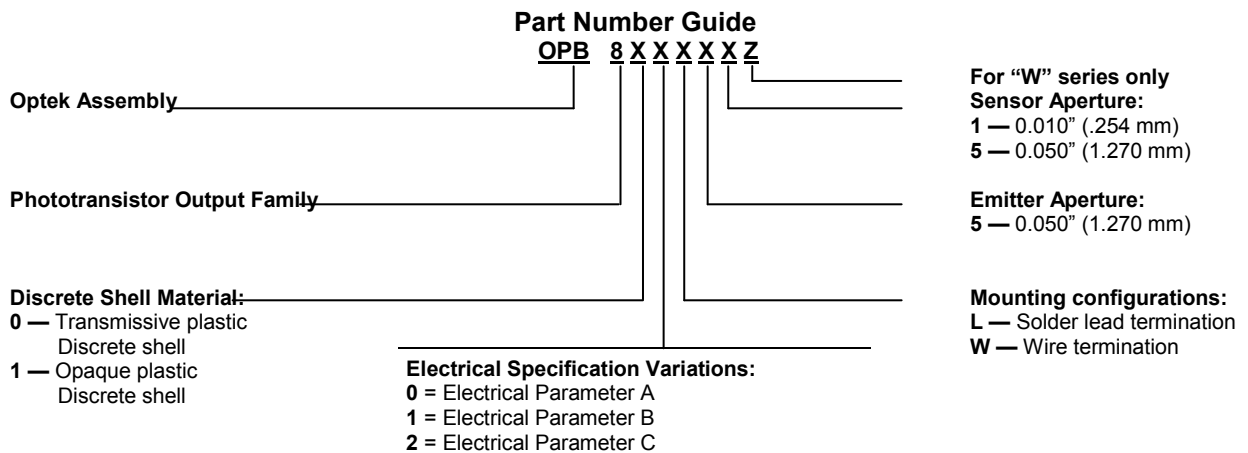 Part Number Guide
OPB 8 X X X X X Z
Optek Assembly
For “W” series only
Sensor Aperture:
1 — 0.010” (.254 mm)
5 — 0.050” (1.270 mm)
Phototransistor Output Family
Emitter Aperture:
5 — 0.050” (1.270 mm)
Discrete Shell Material:
0 — Transmissive plastic
Discrete shell
1 — Opaque plastic
Discrete shell
Mounting configurations:
L — Solder lead termination
W — Wire termination
Electrical Specification Variations:
0 = Electrical Parameter A
1 = Electrical Parameter B
2 = Electrical Parameter C